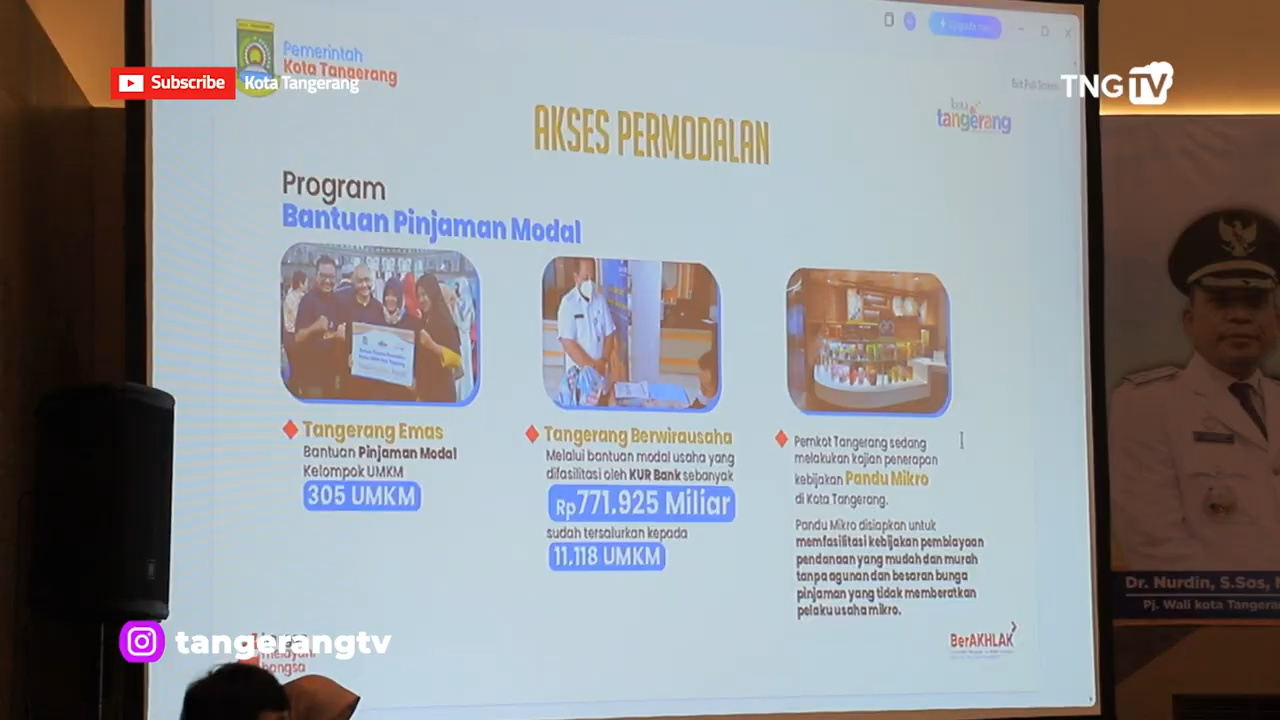 Pemerintah
Kota Tangerang
Subscribe
Kota Tangerang
TNGTV
kota
tangerang
AKSES PERMODALAN
Program
Bantuan Pinjaman Modal
Tangerang Emas
Bantuan Pinjaman Modal
Kelompok UMKM
305 UMKM
Tangerang Berwirausaha
Melalui bantuan modal usaha yang
difasilitasi oleh KUR Bank sebanyak
Rp771.925 Miliar
sudah tersalurkan kepada
11.118 UMKM
Pemkot Tangerang sedang
melakukan kajian penerapan
kebijakan Pandu Mikro
di Kota Tangerang.
Pandu Mikro disiapkan untuk
memfasilitasi kebijakan pembiayaan
pendanaan yang mudah dan murah
tanpa agunan dan besaran bunga
pinjaman yang tidak memberatkan
pelaku usaha mikro.
Dr. Nurdin, S.Sos,
Pj. Wali kota Tangerang
BerAKHLAK
tangerangtv
melayani
bangsa